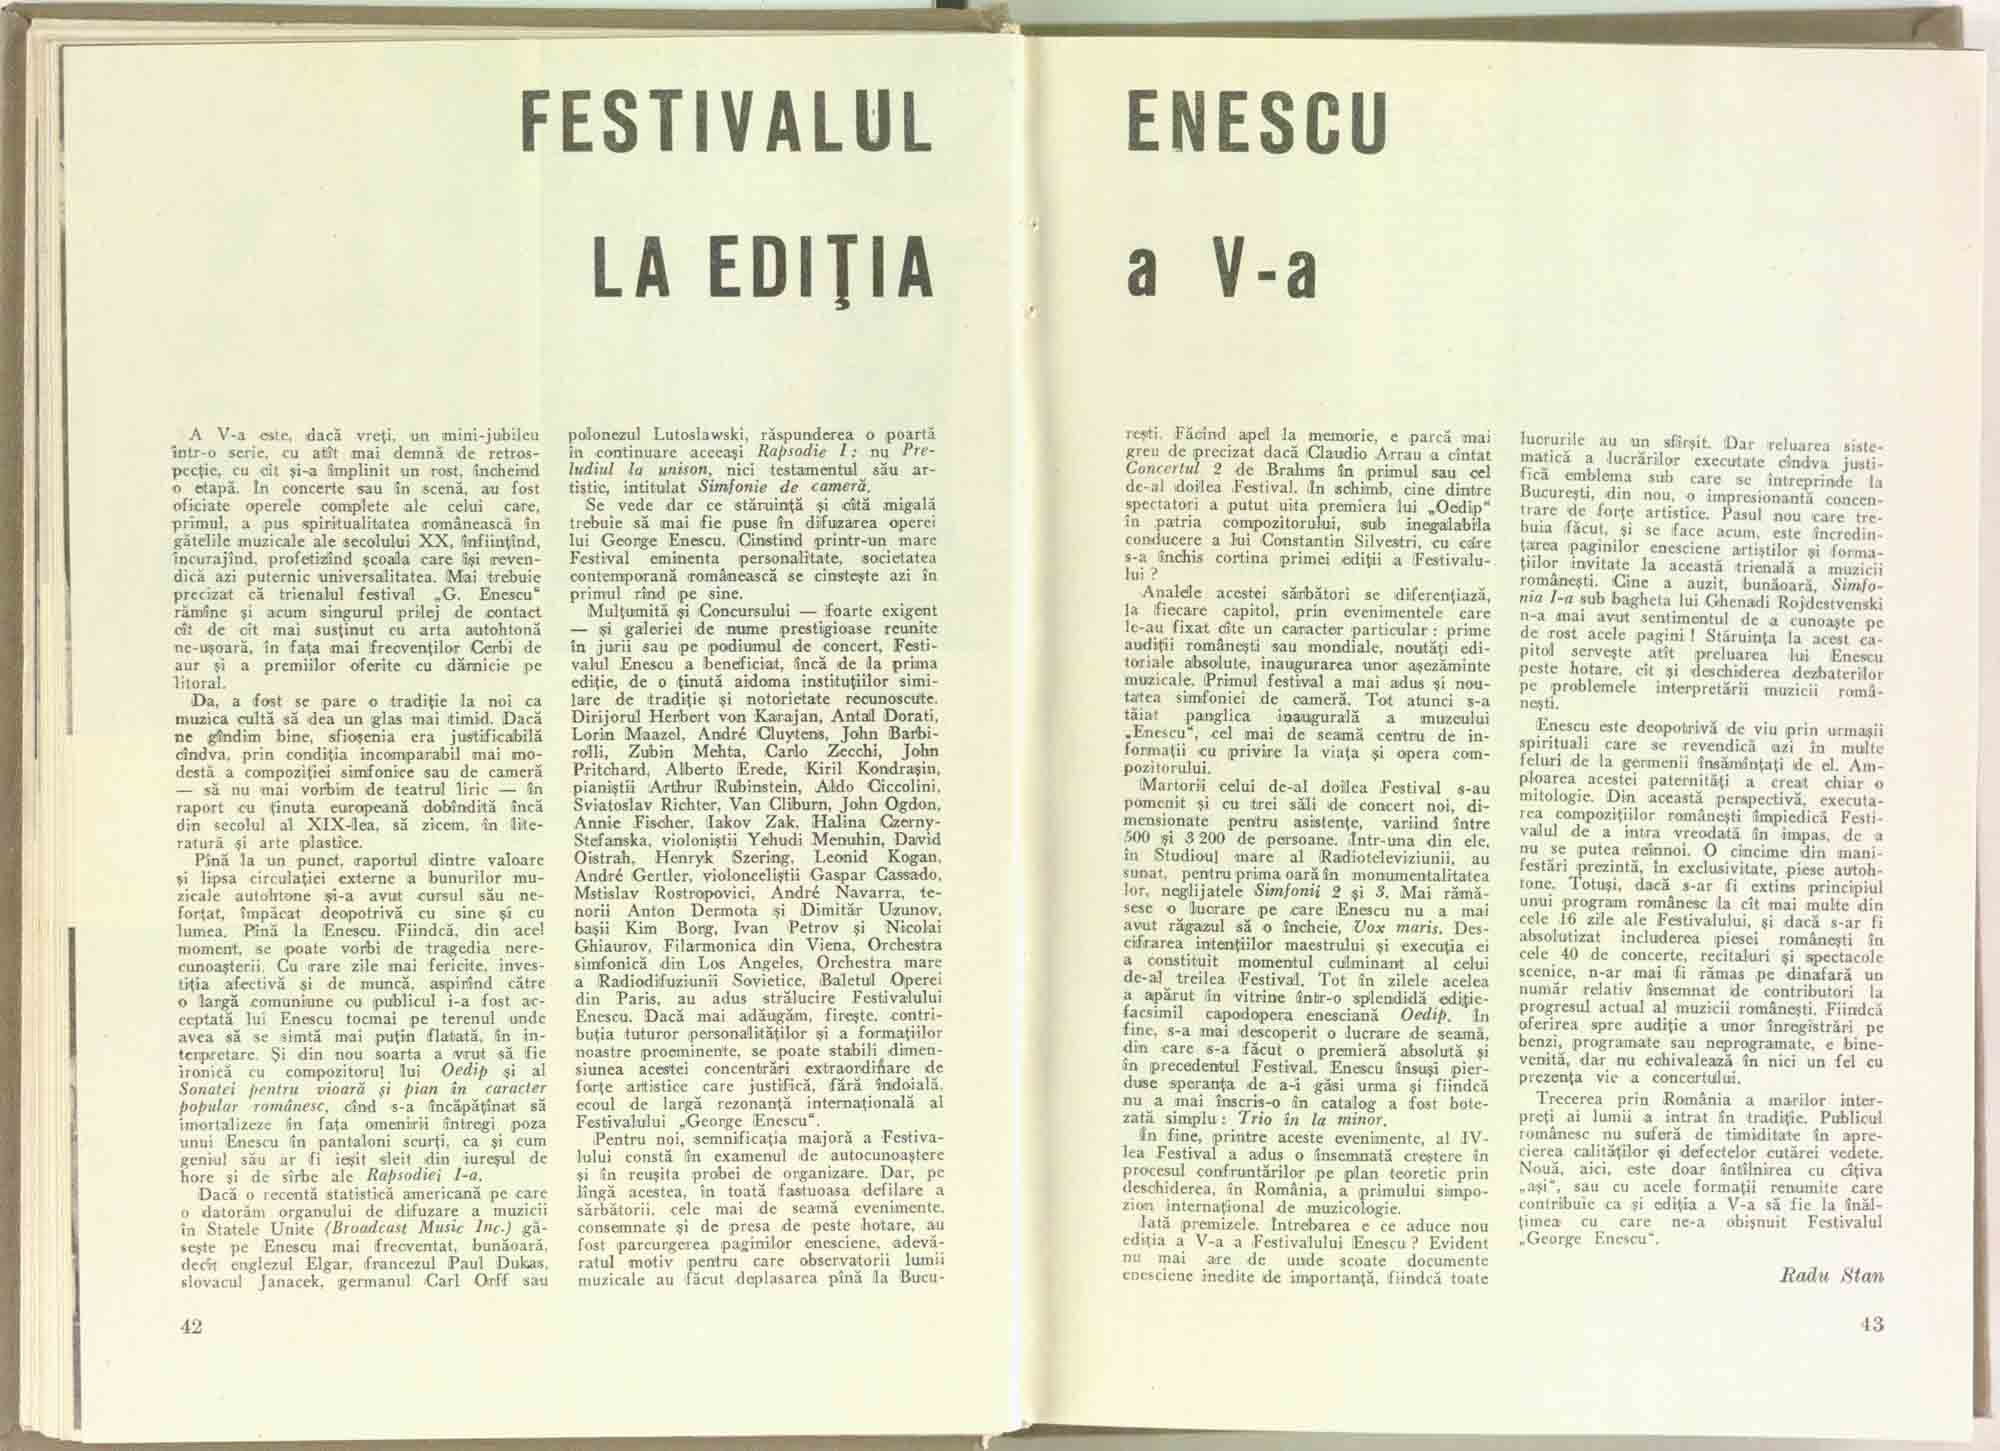 FESTIVALUL ENESCU
LA EDIŢIA a V-a
A V-a este, dacă vreţi, un mini-jubileu
într-o serie, cu atît mai demnă de retros-
pecţie, cu cît şi-a împlinit un rost, încheind
o etapă. In concerte sau în scenă, au fost
oficiate operele complete ale celui care,
primul, a pus spiritualitatea românească în
gătelile muzicale ale secolului XX, înfiinţînd,
încurajînd, profetizînd şcoala care îşi reven-
dică azi puternic universalitatea. Mai trebuie
precizat că trienalul festival „G. Enescu“
rămîne şi acum singurul prilej de contact
cît de cît mai susţinut cu arta autohtonă
ne-uşoară, în faţa mai frecvenţilor Cerbi de
aur şi a premiilor oferite cu dărnicie pe
litoral.
Da, a fost se pare o tradiţie la noi ca
muzica cultă să dea un glas mai timid. Dacă
ne gîndim bine, sfioşenia era justificabilă
cîndva, prin condiţia incomparabil mai mo-
destă a compoziţiei simfonice sau de cameră
— să nu mai vorbim de teatrul liric — în
raport cu ţinuta europeană dobîndită încă
din secolul al XIX-lea, să zicem, în lite-
ratură şi arte plastice.
Pînă la un punct, raportul dintre valoare
şi lipsa circulaţiei externe a bunurilor mu-
zicale autohtone şi-a avut cursul său ne-
forţat, împăcat deopotrivă cu sine şi cu
lumea. Pînă la Enescu. Fiindcă, din acel
moment, se poate vorbi de tragedia nere-
cunoaşterii. Cu rare zile mai fericite, inves-
tiţia afectivă şi de muncă, aspirînd către
o largă comuniune cu publicul i-a fost ac-
ceptată lui Enescu tocmai pe terenul unde
avea să se simtă mai puţin flatată, în in-
terpretare. Şi din nou soarta a vrut să fie
ironică cu compozitorul lui Oedip şi al
Sonatei pentru vioară şi pian în caracter
popular românesc, cînd s-a încăpăţînat să
imortalizeze în faţa omenirii întregi poza
unui Enescu în pantaloni scurţi, ca şi cum
geniul său ar fi ieşit sleit din iureşul de
hore şi de sîrbe ale Rapsodiei I-a.
Dacă o recentă statistică americană pe care
o datorăm organului de difuzare a muzicii
în Statele Unite (Broadcast Music Inc.) gă-
seşte pe Enescu mai frecventat, bunăoară,
decît englezul Elgar, francezul Paul Dukas,
slovacul Janacek, germanul Carl Orff sau
polonezul Lutoslawski, răspunderea o poartă
în continuare aceeaşi Rapsodie I: nu Pre-
ludiul la unison, nici testamentul său ar-
tistic, intitulat Simfonie de cameră.
Se vede dar ce stăruinţă şi cîtă migală
trebuie să mai fie puse în difuzarea operei
lui George Enescu. Cinstind printr-un mare
Festival eminenta personalitate, societatea
contemporană românească se cinsteşte azi în
primul rînd pe sine.
Mulţumită şi Concursului — foarte exigent
— şi galeriei de nume prestigioase reunite
în jurii sau pe podiumul de concert, Festi-
valul Enescu a beneficiat, încă de la prima
ediţie, de o ţinută aidoma instituţiilor simi-
lare de tradiţie şi notorietate recunoscute.
Dirijorul Herbert von Karajan, Antal Dorati,
Lorin Maazel, André Cluytens, John Barbi-
rolli, Zubin Mehta, Carlo Zecchi, John
Pritchard, Alberto Erede, Kiril Kondraşin,
pianiştii Arthur Rubinstein, Aldo Ciccolini,
Sviatoslav Richter, Van Cliburn, John Ogdon,
Annie Fischer, Iakov Zak, Halina Czerny-
Stefanska, violoniştii Yehudi Menuhin, David
Oistrah, Henryk Szering, Leonid Kogan,
André Gertler, violonceliştii Gaspar Cassado,
Mstislav Rostropovici, André Navarra, te-
norii Anton Dermota şi Dimităr Uzunov,
başii Kim Borg, Ivan Petrov şi Nicolai
Ghiaurov, Filarmonica din Viena, Orchestra
simfonică din Los Angeles, Orchestra mare
a Radiodifuziunii Sovietice, Baletul Operei
din Paris, au adus strălucire Festivalului
Enescu. Dacă mai adăugăm, fireşte, contri-
buţia tuturor personalităţilor şi a formaţiilor
noastre proeminente, se poate stabili dimen-
siunea acestei concentrări extraordinare de
forţe artistice care justifică, fără îndoială,
ecoul de largă rezonanţă internaţională al
Festivalului „George Enescu“.
Pentru noi, semnificaţia majoră a Festiva-
lului constă în examenul de autocunoaştere
şi în reuşita probei de organizare. Dar, pe
lîngă acestea, în toată fastuoasa defilare a
sărbătorii, cele mai de seamă evenimente,
consemnate şi de presa de peste hotare, au
fost parcurgerea paginilor enesciene, adevă-
ratul motiv pentru care observatorii lumii
muzicale au făcut deplasarea pînă la Bucu-
42
reşti. Făcînd apel la memorie, e parcă mai
greu de precizat dacă Claudio Arrau a cîntat
Concertul 2 de Brahms în primul sau cel
de-al doilea Festival. In schimb, cine dintre
spectatori a putut uita premiera lui „Oedip“
în patria compozitorului, sub inegalabila
conducere a lui Constantin Silvestri, cu care
s-a închis cortina primei ediţii a Festivalu-
lui ?
Analele acestei sărbători se diferenţiază,
la fiecare capitol, prin evenimentele care
le-au fixat cîte un caracter particular : prime
audiţii româneşti sau mondiale, noutăţi edi-
toriale absolute, inaugurarea unor aşezăminte
muzicale. Primul festival a mai adus şi nou-
tatea simfoniei de cameră. Tot atunci s-a
tăiat panglica inaugurală a muzeului
„Enescu“, cel mai de seamă centru de in-
formaţii cu privire la viaţa şi opera com-
pozitorului.
Martorii celui de-al doilea Festival s-au
pomenit şi cu trei săli de concert noi, di-
mensionate pentru asistenţe, variind între
500 şi 3 200 de persoane. Intr-una din ele,
în Studioul mare al Radioteleviziunii, au
sunat, pentru prima oară în monumentalitatea
lor, neglijatele Simfonii 2 şi 3. Mai rămă-
sese o lucrare pe care Enescu nu a mai
avut răgazul să o încheie, Vox maris. Des-
cifrarea intenţiilor maestrului şi execuţia ei
a constituit momentul culminant al celui
de-al treilea Festival. Tot în zilele acelea
a apărut în vitrine într-o splendidă ediţie-
facsimil capodopera enesciană Oedip. In
fine, s-a mai descoperit o lucrare de seamă,
din care s-a făcut o premieră absolută şi
în precedentul Festival. Enescu însuşi pier-
duse speranţa de a-i găsi urma şi fiindcă
nu a mai înscris-o în catalog a fost bote-
zată simplu : Trio în la minor.
În fine, printre aceste evenimente, al IV-
lea Festival a adus o însemnată creştere în
procesul confruntărilor pe plan teoretic prin
deschiderea, în România, a primului simpo-
zion internaţional de muzicologie.
Iată premizele. Intrebarea e ce aduce nou
ediţia a V-a a Festivalului Enescu ? Evident
nu mai are de unde scoate documente
enesciene inedite de importanţă, fiindcă toate
lucrurile au un sfîrşit. Dar reluarea siste-
matică a lucrărilor executate cîndva justi-
fică emblema sub care se întreprinde la
Bucureşti, din nou, o impresionantă concen-
trare de forţe artistice. Pasul nou care tre-
buia făcut, şi se face acum, este încredin-
ţarea paginilor enesciene artiştilor şi forma-
ţiilor invitate la această trienală a muzicii
româneşti. Cine a auzit, bunăoară, Simfo-
nia I-a sub bagheta lui Ghenadi Rojdestvenski
n-a mai avut sentimentul de a cunoaşte pe
de rost acele pagini ! Stăruinţa la acest ca-
pitol serveşte atît preluarea lui Enescu
peste hotare, cît şi deschiderea dezbaterilor
pe problemele interpretării muzicii româ-
neşti.
Enescu este deopotrivă de viu prin urmaşii
spirituali care se revendică azi în multe
feluri de la germenii însămînţaţi de el. Am-
ploarea acestei paternităţi a creat chiar o
mitologie. Din această perspectivă, executa-
rea compoziţiilor româneşti împiedică Festi-
valul de a intra vreodată în impas, de a
nu se putea reînnoi. O cincime din mani-
festări prezintă, în exclusivitate, piese autoh-
tone. Totuşi, dacă s-ar fi extins principiul
unui program românesc la cît mai multe din
cele 16 zile ale Festivalului, şi dacă s-ar fi
absolutizat includerea piesei româneşti în
cele 40 de concerte, recitaluri şi spectacole
scenice, n-ar mai fi rămas pe dinafară un
număr relativ însemnat de contributori la
progresul actual al muzicii româneşti. Fiindcă
oferirea spre audiţie a unor înregistrări pe
benzi, programate sau neprogramate, e bine-
venită, dar nu echivalează în nici un fel cu
prezenţa vie a concertului.
Trecerea prin România a marilor inter-
preţi ai lumii a intrat în tradiţie. Publicul
românesc nu suferă de timiditate în apre-
cierea calităţilor şi defectelor cutărei vedete.
Nouă, aici, este doar întîlnirea cu cîţiva
„aşi“, sau cu acele formaţii renumite care
contribuie ca şi ediţia a V-a să fie la înăl-
ţimea cu care ne-a obişnuit Festivalul
„George Enescu“.
Radu Stan
43